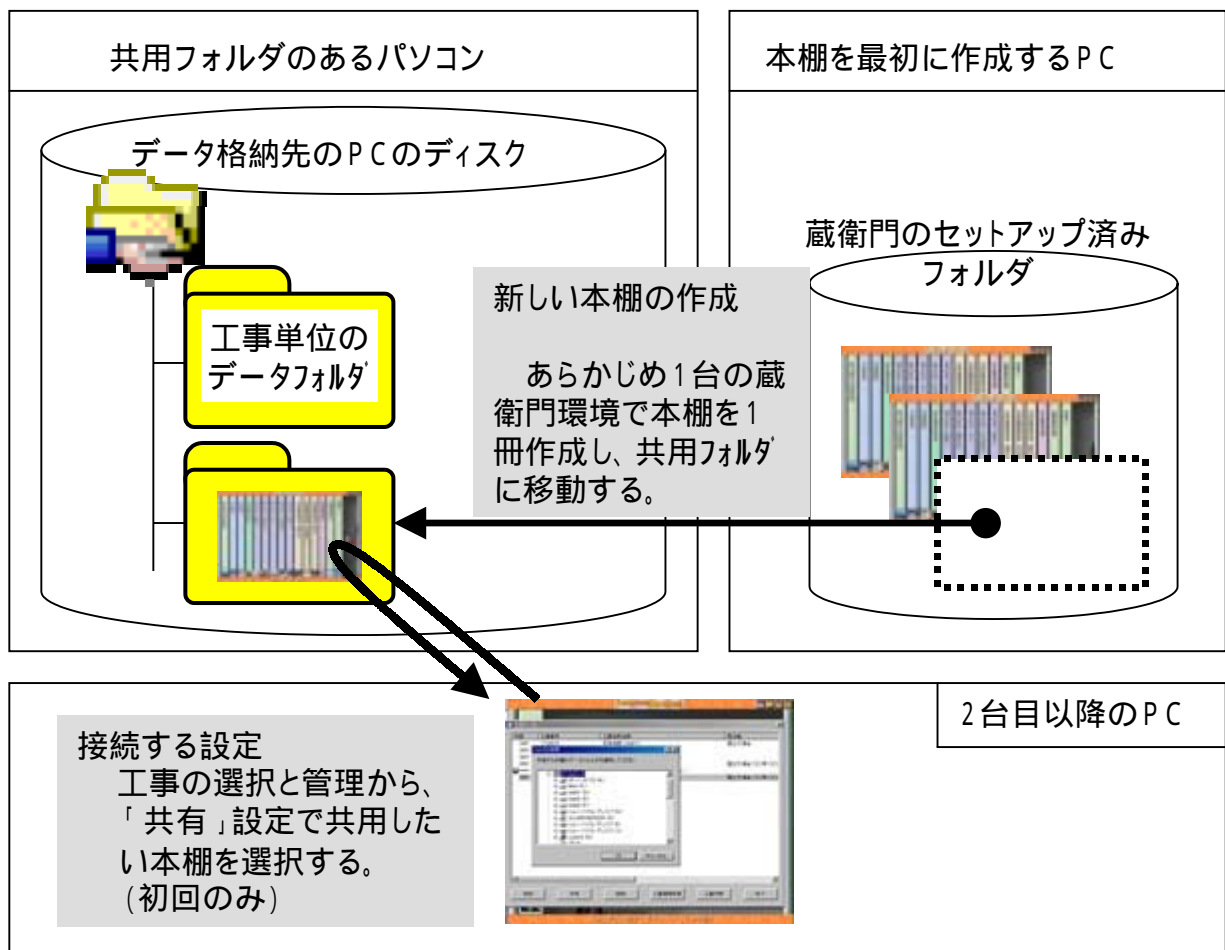 共用フォルダのあるパソコン
本棚を最初に作成するPC
データ格納先のPCのディスク
蔵衛門のセットアップ済み
フォルダ
工事単位の
データフォルダ
新しい本棚の作成
あらかじめ1台の蔵
衛門環境で本棚を1
冊作成し、共用フォルダ
に移動する。
2台目以降のPC
接続する設定
工事の選択と管理から、
「共有」設定で共用した
い本棚を選択する。
(初回のみ)